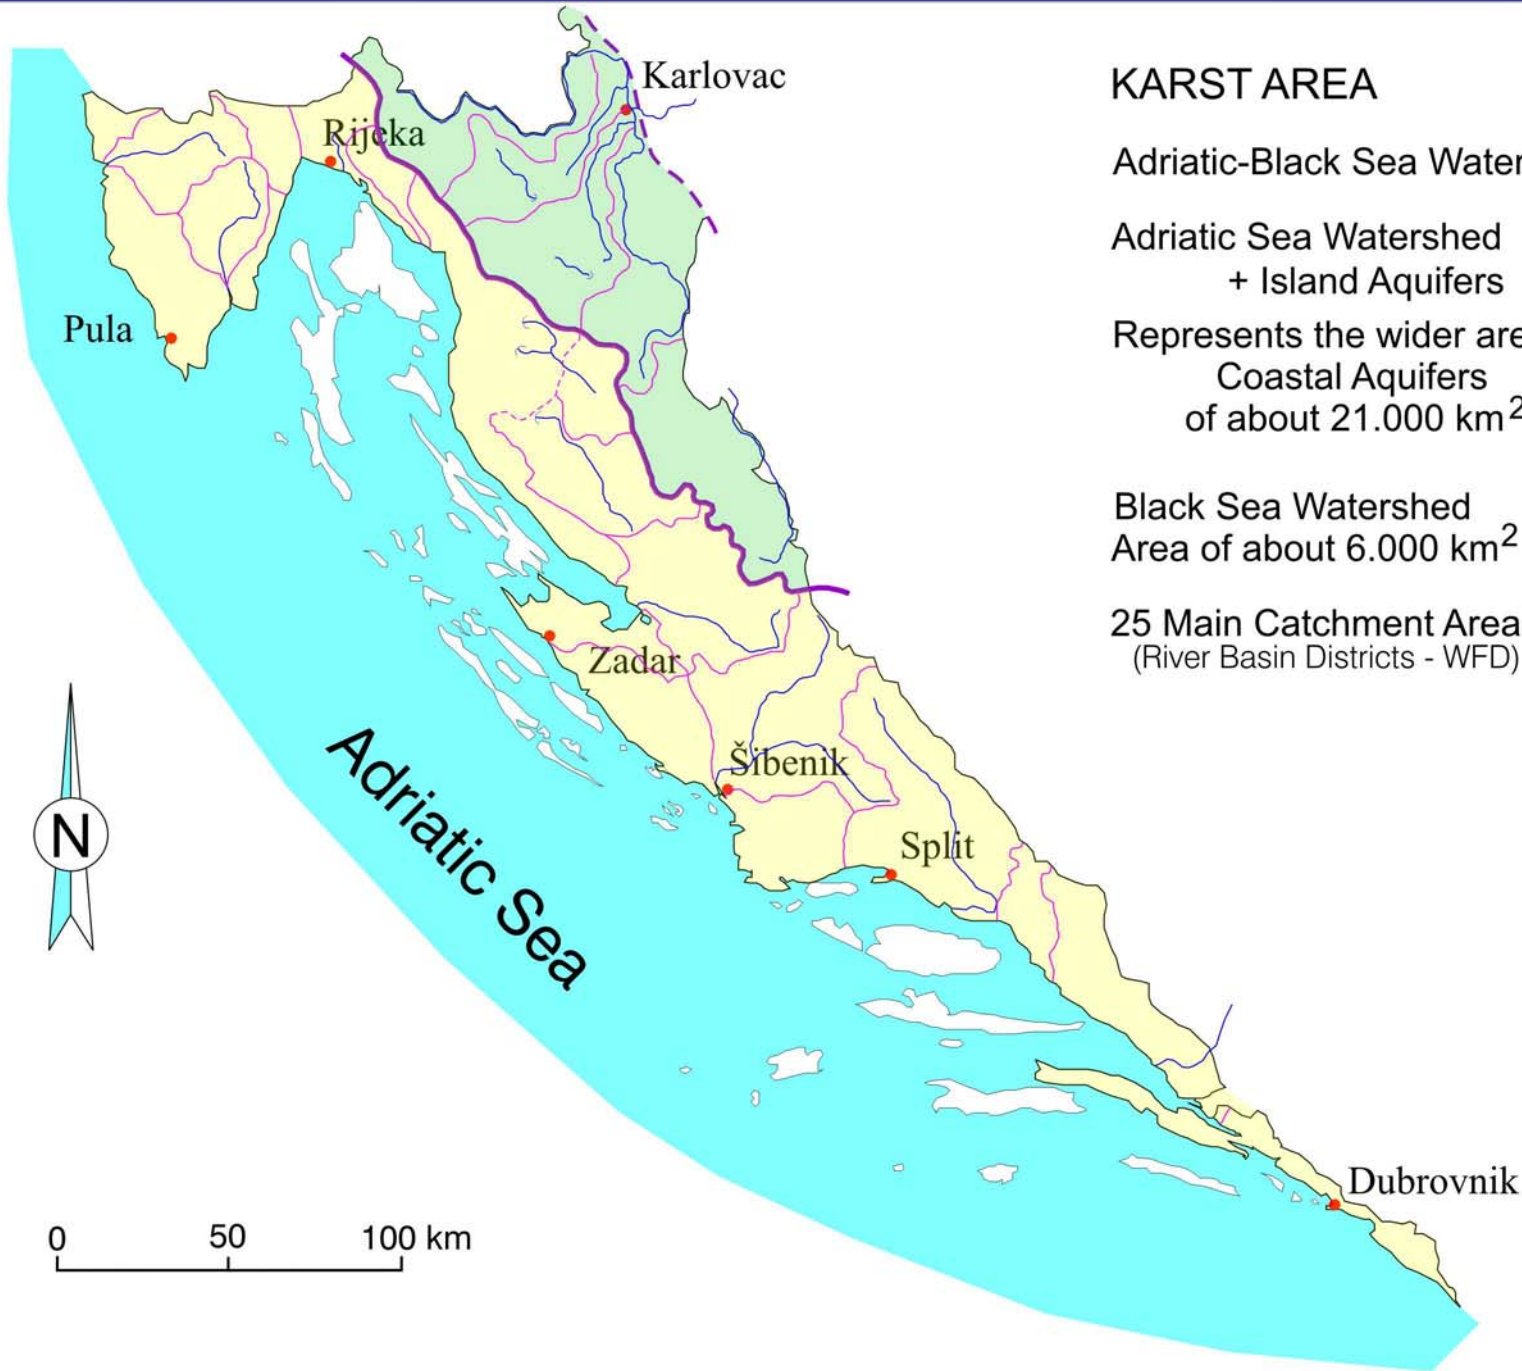 Karlovac
Rijeka
Pula
Zadar
Šibenik
Split
Dubrovnik
Adriatic Sea
N
0 50 100 km
KARST AREA
Adriatic-Black Sea Water
Adriatic Sea Watershed
+ Island Aquifers
Represents the wider are
Coastal Aquifers
of about 21.000 km²
Black Sea Watershed
Area of about 6.000 km²
25 Main Catchment Area
(River Basin Districts - WFD)